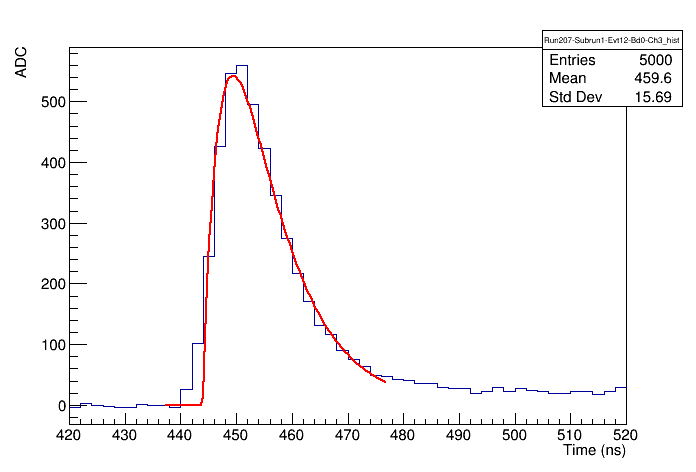 Run207-Subrun1-Evt12-Bd0-Ch3_hist
Entries 5000
Mean 459.6
Std Dev 15.69
ADC
500
400
300
200
100
0
420 430 440 450 460 470 480 490 500 510 520
Time (ns)